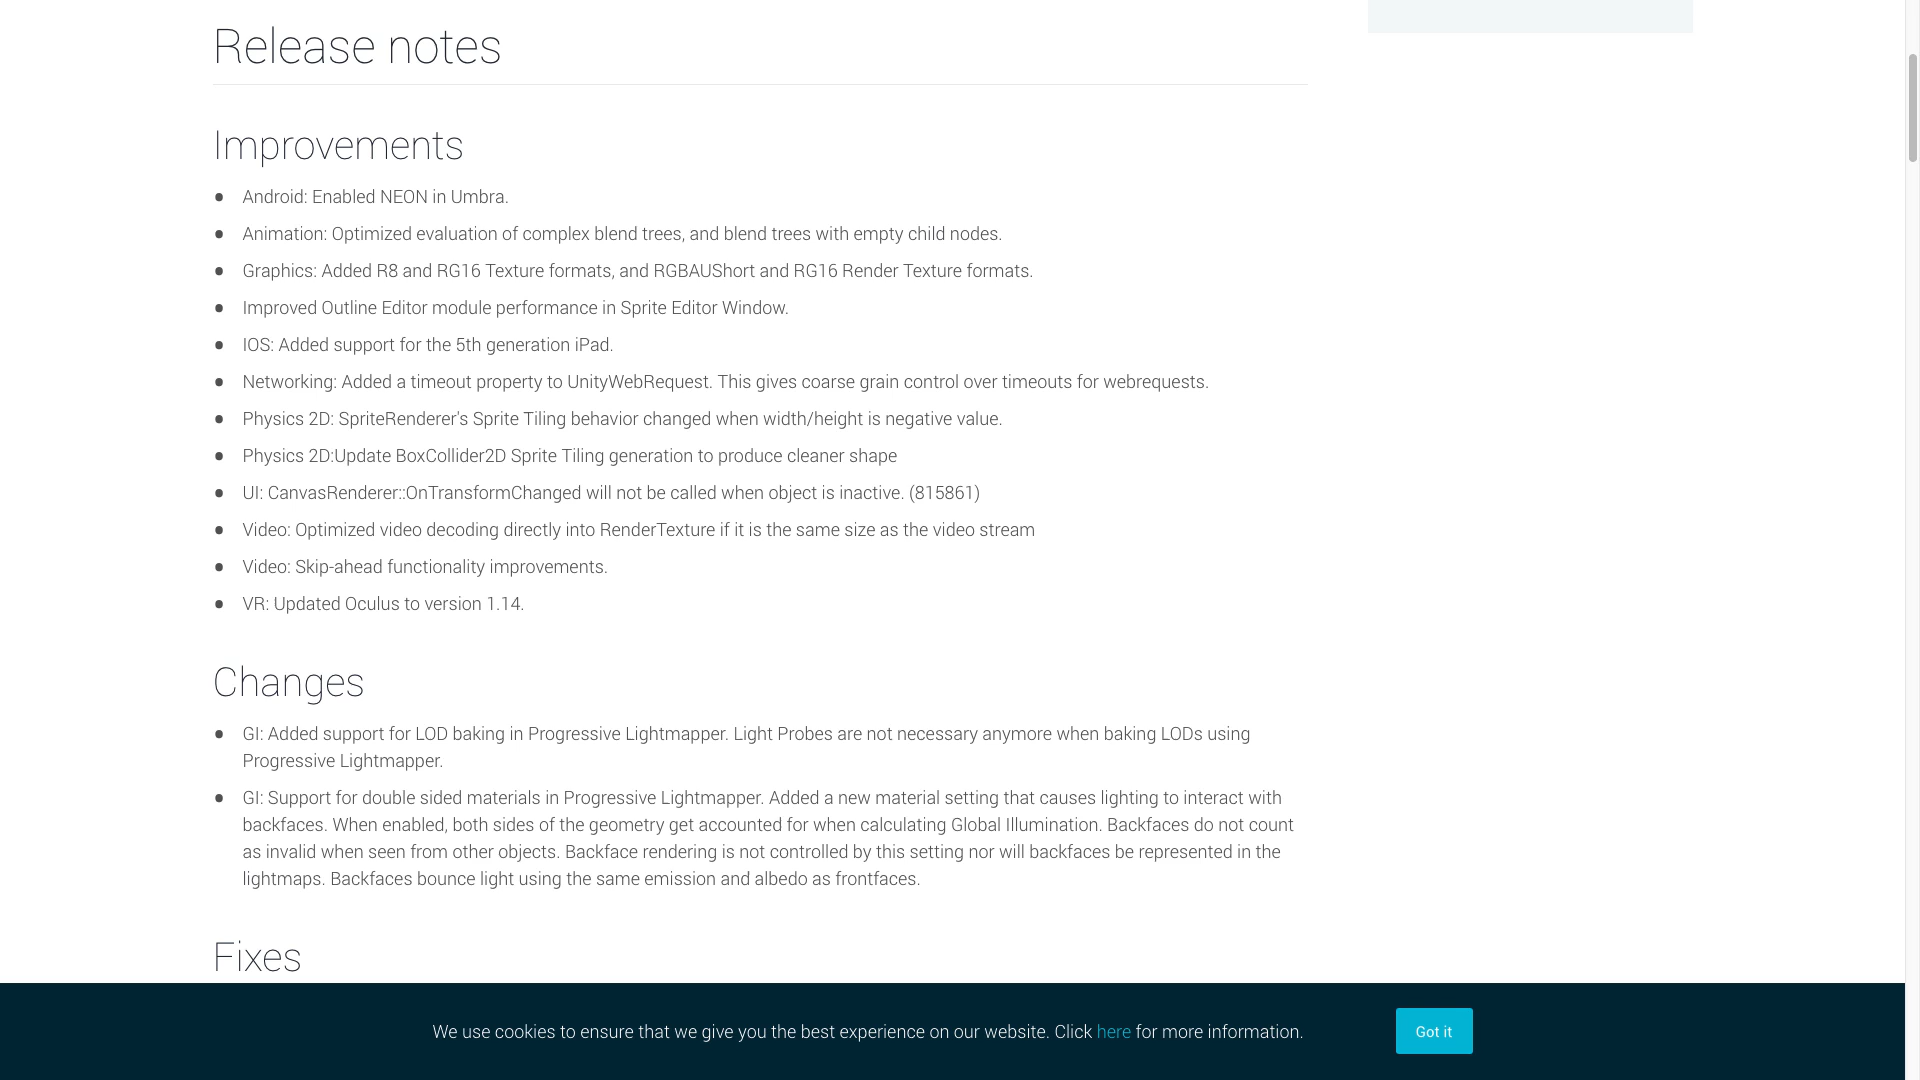 Release notes
Improvements
Android: Enabled NEON in Umbra.
Animation: Optimized evaluation of complex blend trees, and blend trees with empty child nodes.
Graphics: Added R8 and RG16 Texture formats, and RGBAUShort and RG16 Render Texture formats.
Improved Outline Editor module performance in Sprite Editor Window.
IOS: Added support for the 5th generation iPad.
Networking: Added a timeout property to UnityWebRequest. This gives coarse grain control over timeouts for webrequests.
Physics 2D: SpriteRenderer's Sprite Tiling behavior changed when width/height is negative value.
Physics 2D:Update BoxCollider2D Sprite Tiling generation to produce cleaner shape
UI: CanvasRenderer::OnTransformChanged will not be called when object is inactive. (815861)
Video: Optimized video decoding directly into RenderTexture if it is the same size as the video stream
Video: Skip-ahead functionality improvements.
VR: Updated Oculus to version 1.14.
Changes
GI: Added support for LOD baking in Progressive Lightmapper. Light Probes are not necessary anymore when baking LODs using
Progressive Lightmapper.
GI: Support for double sided materials in Progressive Lightmapper. Added a new material setting that causes lighting to interact with
backfaces. When enabled, both sides of the geometry get accounted for when calculating Global Illumination. Backfaces do not count
as invalid when seen from other objects. Backface rendering is not controlled by this setting nor will backfaces be represented in the
lightmaps. Backfaces bounce light using the same emission and albedo as frontfaces.
Fixes
We use cookies to ensure that we give you the best experience on our website. Click here for more information.
Got it